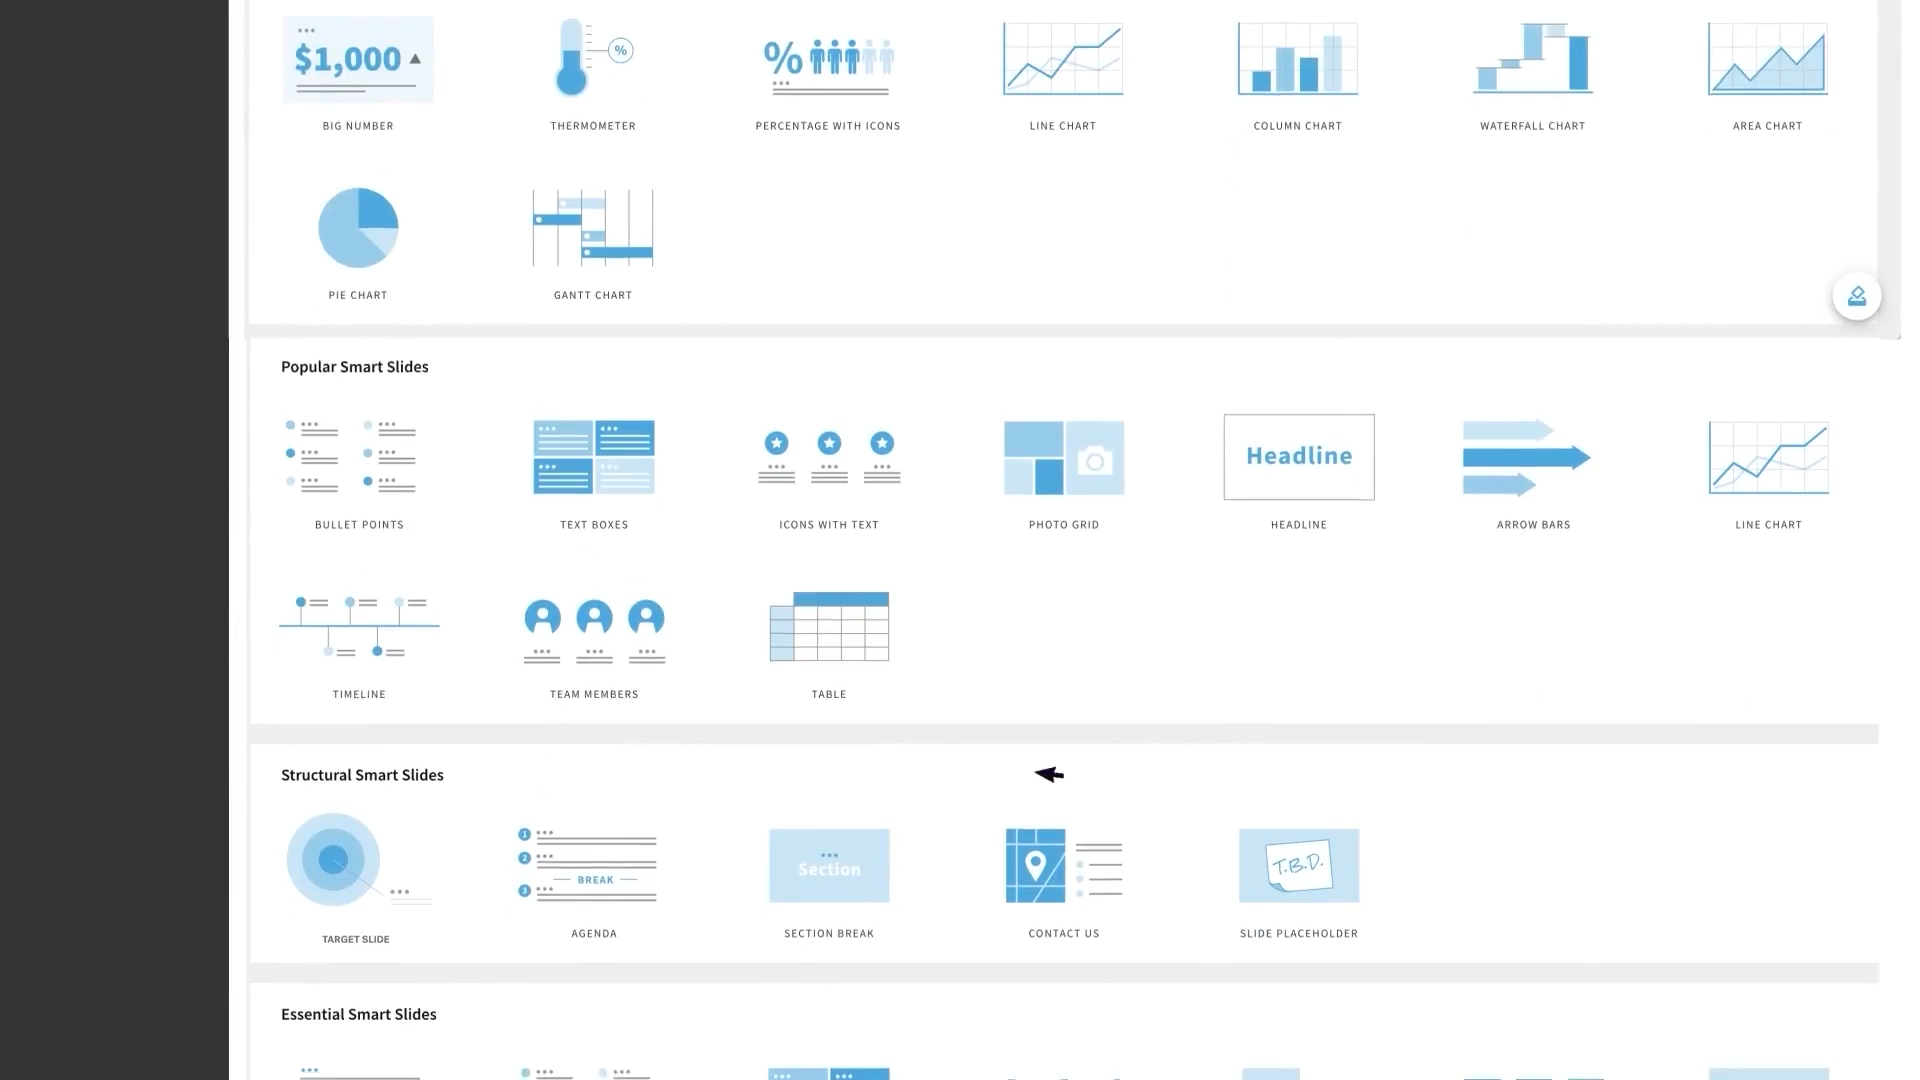 $1,000
%
%
BIG NUMBER
THERMOMETER
PERCENTAGE WITH ICONS
LINE CHART
COLUMN CHART
WATERFALL CHART
AREA CHART
PIE CHART
GANTT CHART
Popular Smart Slides
Headline
BULLET POINTS
TEXT BOXES
ICONS WITH TEXT
PHOTO GRID
HEADLINE
ARROW BARS
LINE CHART
TIMELINE
TEAM MEMBERS
TABLE
Structural Smart Slides
1
2
BREAK
3
Section
T.B.D.
TARGET SLIDE
AGENDA
SECTION BREAK
CONTACT US
SLIDE PLACEHOLDER
Essential Smart Slides